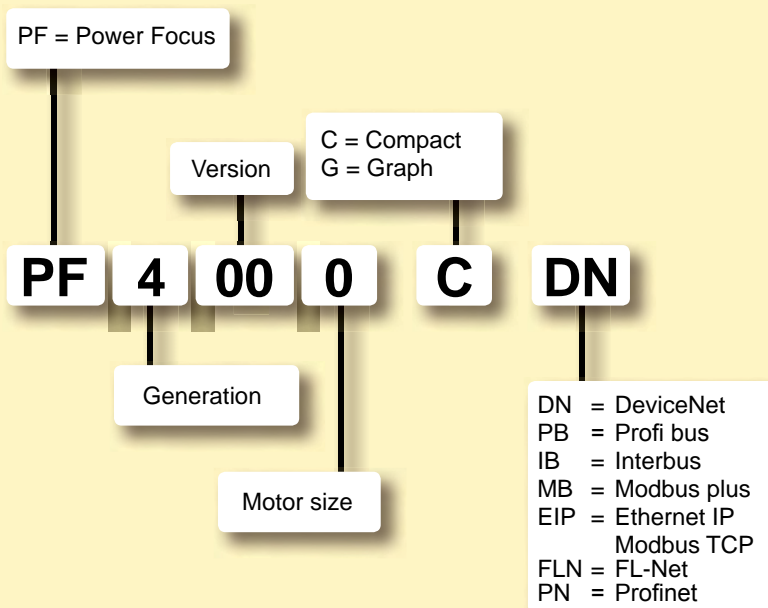 PF = Power Focus
C = Compact
G = Graph
Version
PF 4 00 0 C DN
Generation
Motor size
DN = DeviceNet
PB = Profi bus
IB = Interbus
MB = Modbus plus
EIP = Ethernet IP
Modbus TCP
FLN = FL-Net
PN = Profinet